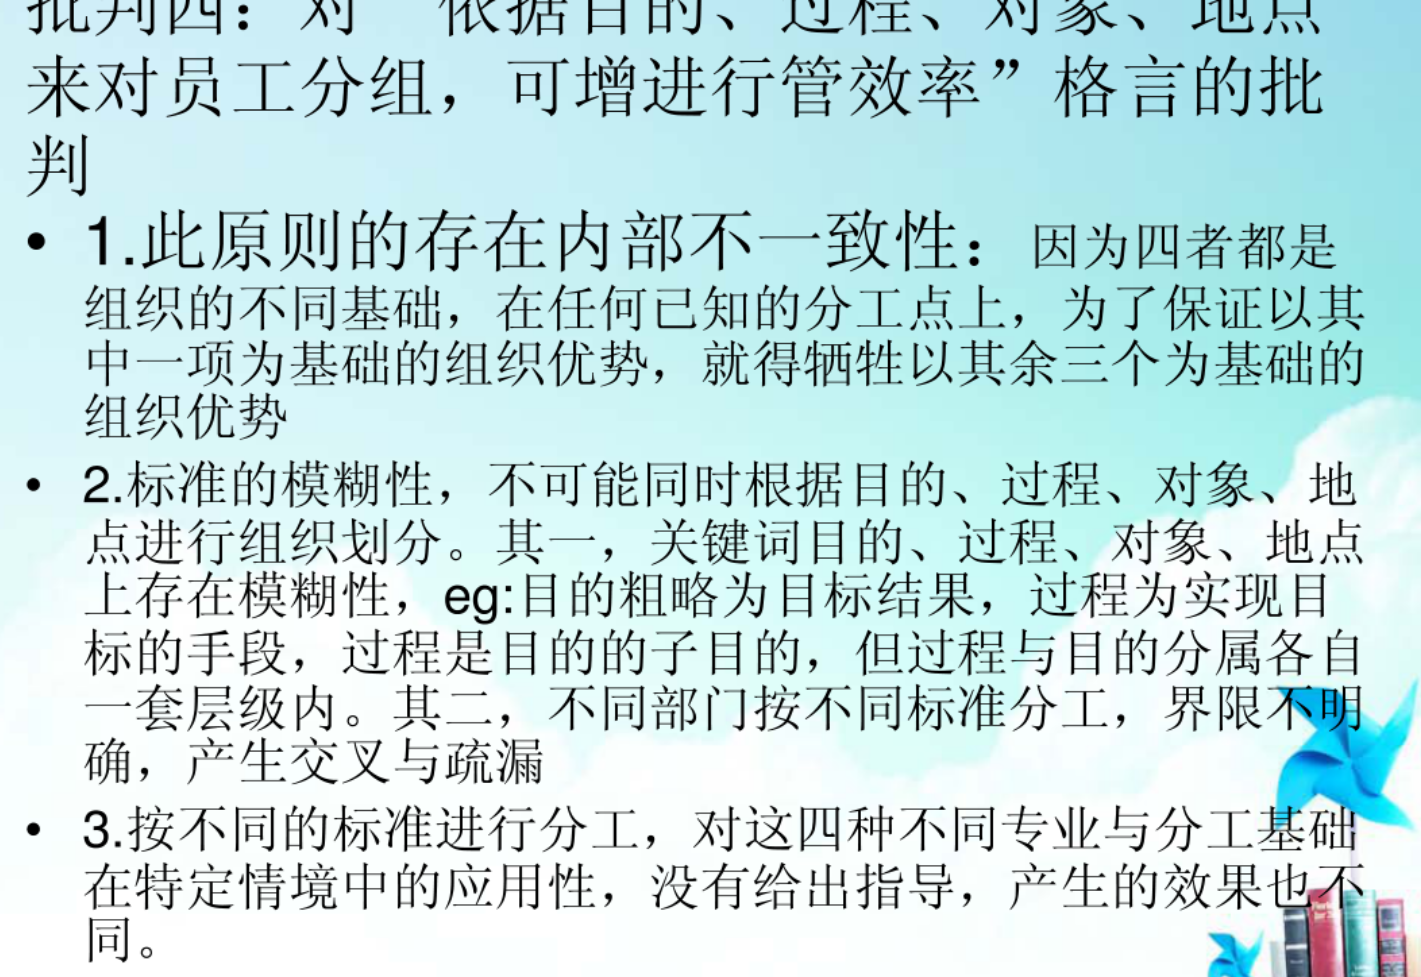 批判四：对“依据目的、过程、对象、地点
来对员工分组，可增进行管效率”格言的批
判
• 1.此原则的存在内部不一致性：因为四者都是
组织的不同基础，在任何已知的分工点上，为了保证以其
中一项为基础的组织优势，就得牺牲以其余三个为基础的
组织优势
• 2.标准的模糊性，不可能同时根据目的、过程、对象、地
点进行组织划分。其一，关键词目的、过程、对象、地点
上存在模糊性，eg:目的粗略为目标结果，过程为实现目
标的手段，过程是目的的子目的，但过程与目的分属各自
一套层级内。其二，不同部门按不同标准分工，界限不明
确，产生交叉与疏漏
• 3.按不同的标准进行分工，对这四种不同专业与分工基础
在特定情境中的应用性，没有给出指导，产生的效果也不
同。